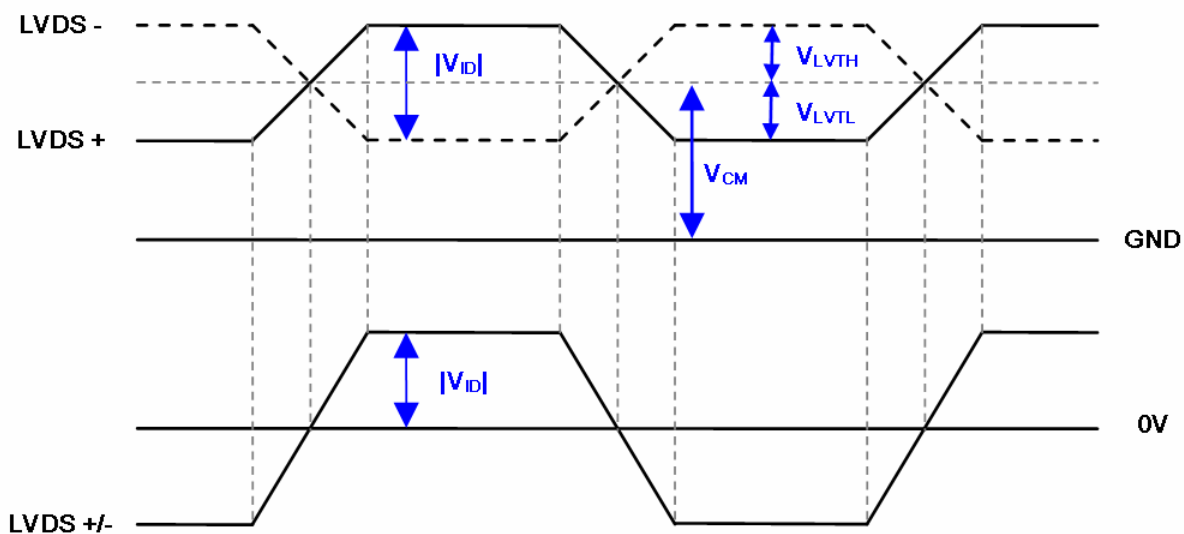 LVDS -
|VID|
VLVTH
LVDS +
VLVTL
VCM
GND
|VID|
0V
LVDS +/-